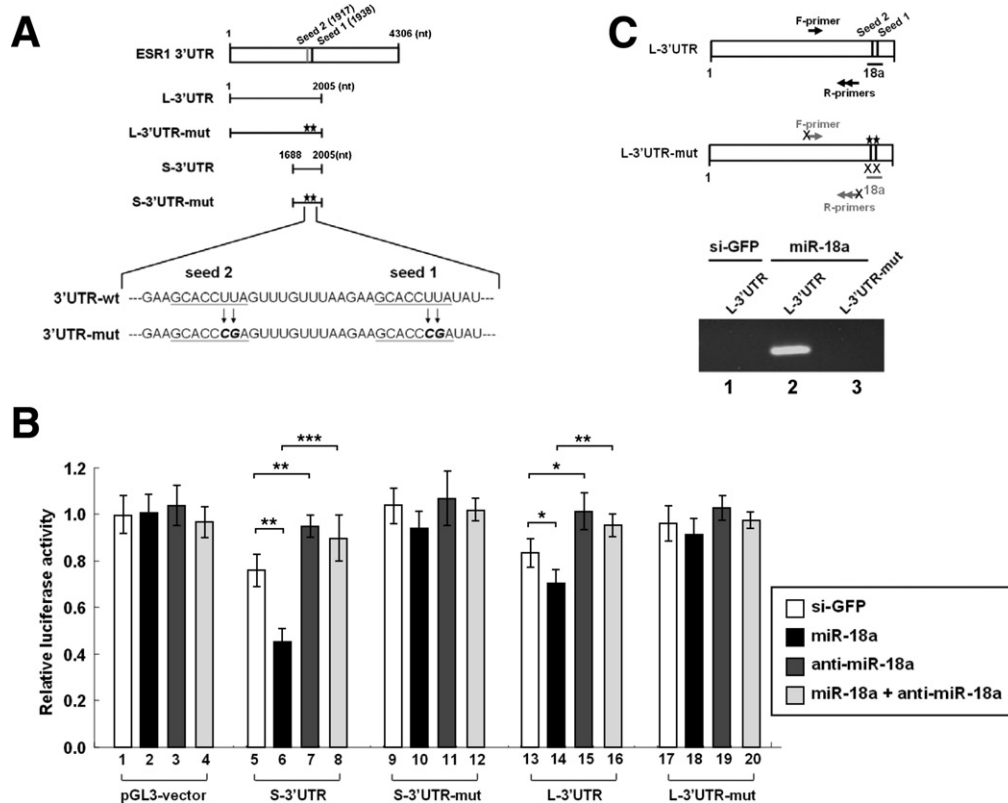 A
Seed 2 (1917)
Seed 1 (1938)
1
4306 (nt)
ESR1 3'UTR
1
2005 (nt)
L-3'UTR
L-3'UTR-mut
★★
1688
2005(nt)
S-3'UTR
S-3'UTR-mut
★★
seed 2
seed 1
3'UTR-wt
---GAAGCACCUUAGUUUGUUUAAGAAGCACCUUAUAU---
3'UTR-mut
---GAAGCACCCGAGUUUGUUUAAGAAGCACCCGAUAU---
C
F-primer
Seed 2
Seed 1
L-3'UTR
1
18a
R-primers
F-primer
X
★★
L-3'UTR-mut
XX
1
18a
X
R-primers
si-GFP
miR-18a
L-3'UTR
L-3'UTR
L-3'UTR-mut
1
2
3
B
Relative luciferase activity
1.2
1.0
0.8
0.6
0.4
0.2
0.0
**
**
***
*
*
**
1 2 3 4 5 6 7 8 9 10 11 12 13 14 15 16 17 18 19 20
pGL3-vector
S-3'UTR
S-3'UTR-mut
L-3'UTR
L-3'UTR-mut
si-GFP
miR-18a
anti-miR-18a
miR-18a + anti-miR-18a